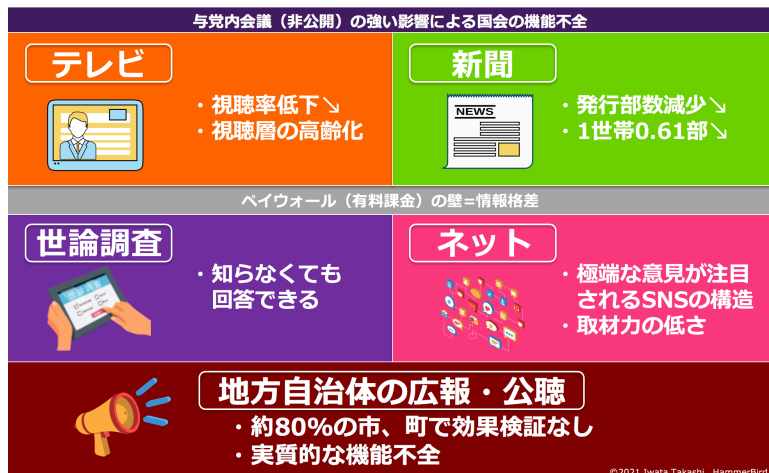 与党内会議（非公開）の強い影響による国会の機能不全
テレビ
・視聴率低下↘
・視聴層の高齢化
新聞
NEWS
・発行部数減少↘
・1世帯0.61部↘
ペイウォール（有料課金）の壁=情報格差
世論調査
・知らなくても
回答できる
ネット
・極端な意見が注目
されるSNSの構造
・取材力の低さ
地方自治体の広報・公聴
・約80%の市、町で効果検証なし
・実質的な機能不全
©2021 Iwata Takashi, HammerBird